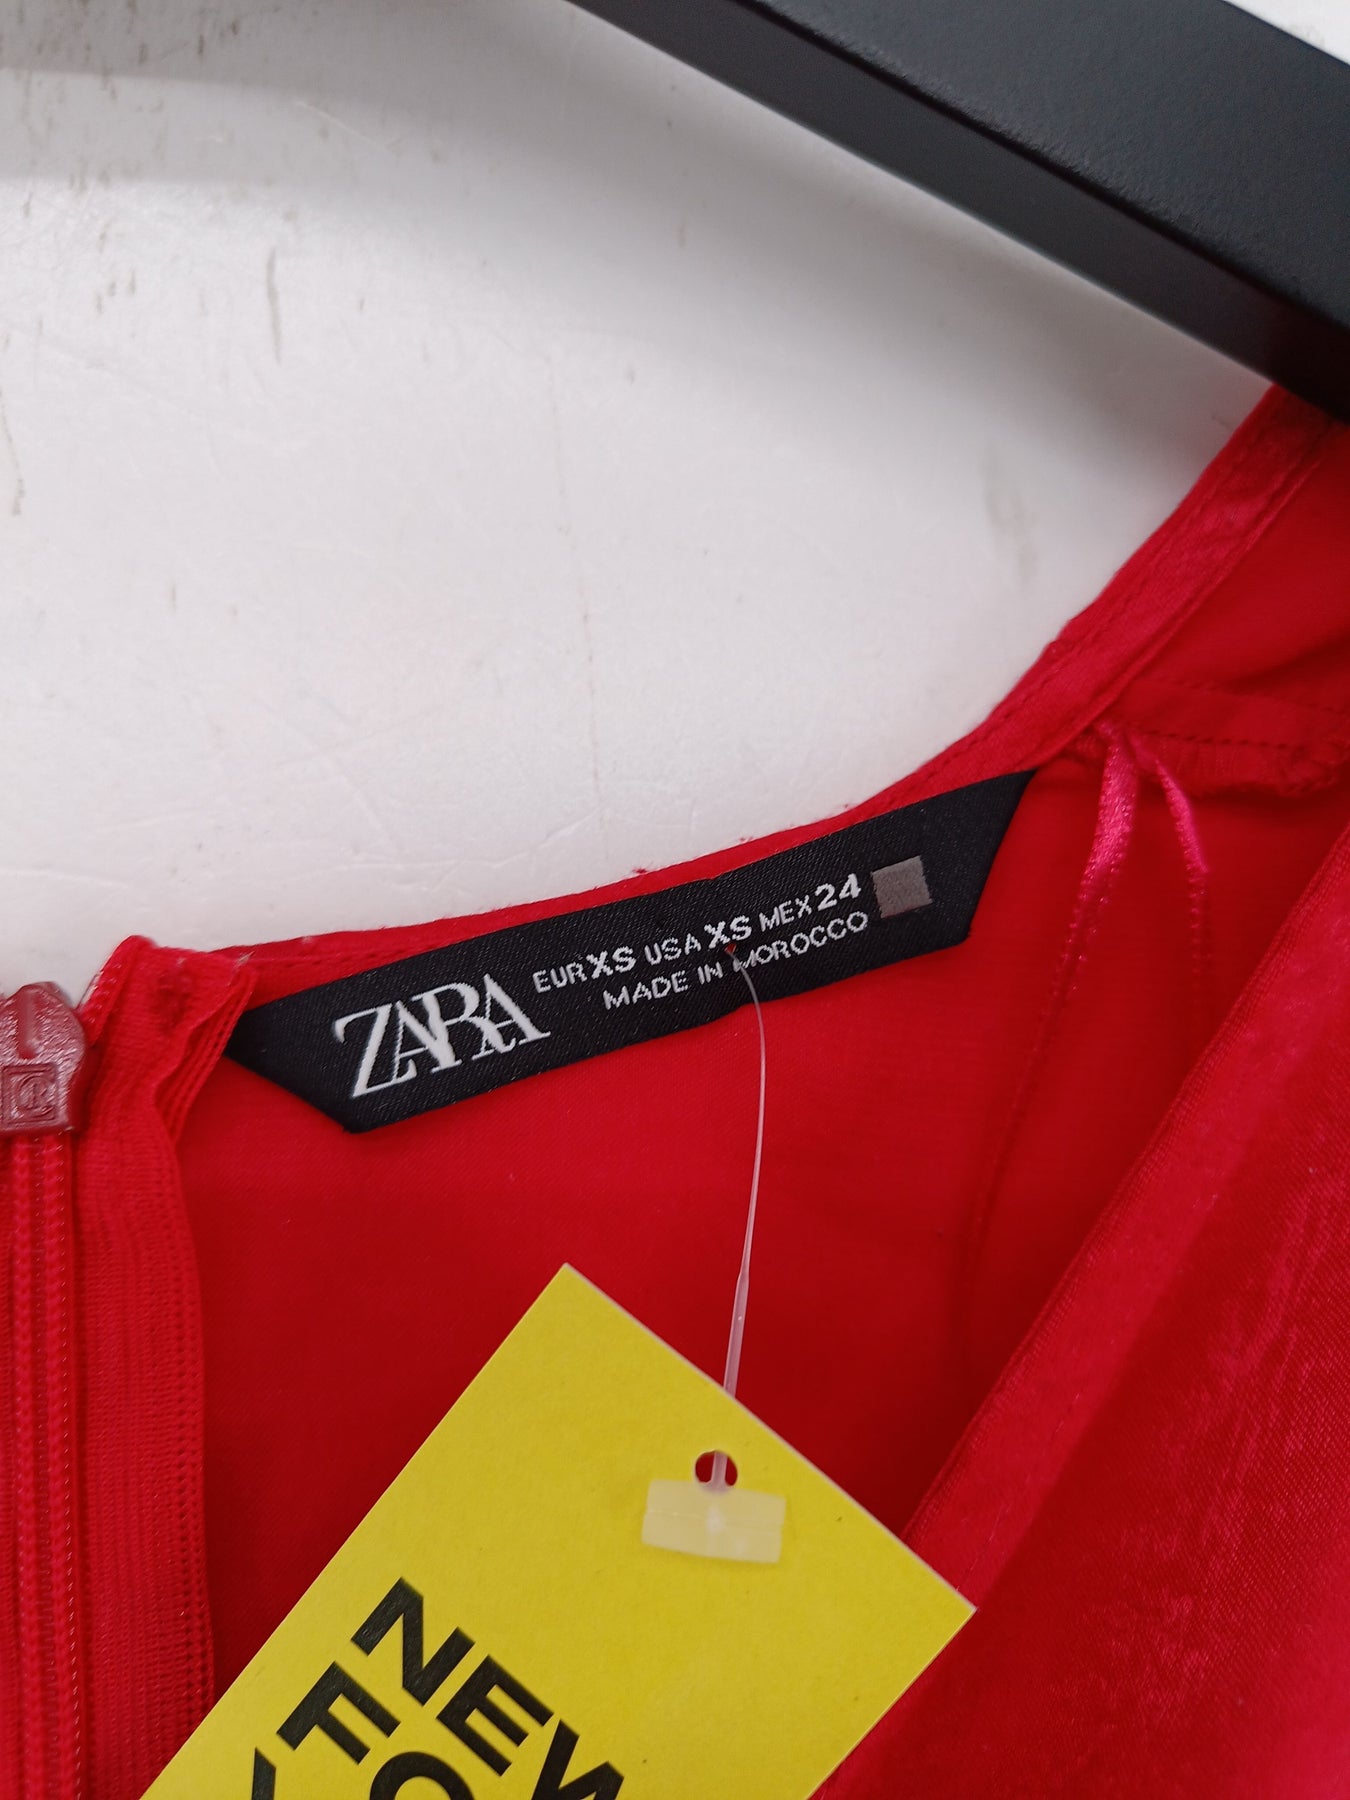 ZARA
EUR XS USA XS MEX 24
MADE IN MOROCCO
NEW